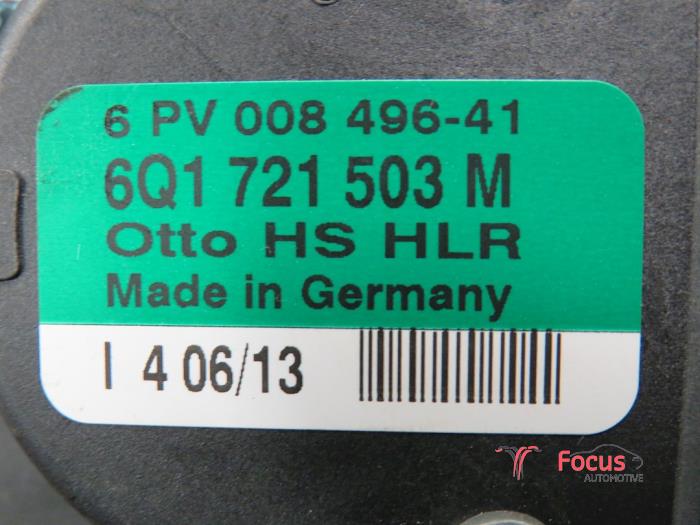 6 PV 008 496-41
6Q1 721 503 M
Otto HS HLR
Made in Germany
I 4 06/13
Focus
AUTOMOTIVE